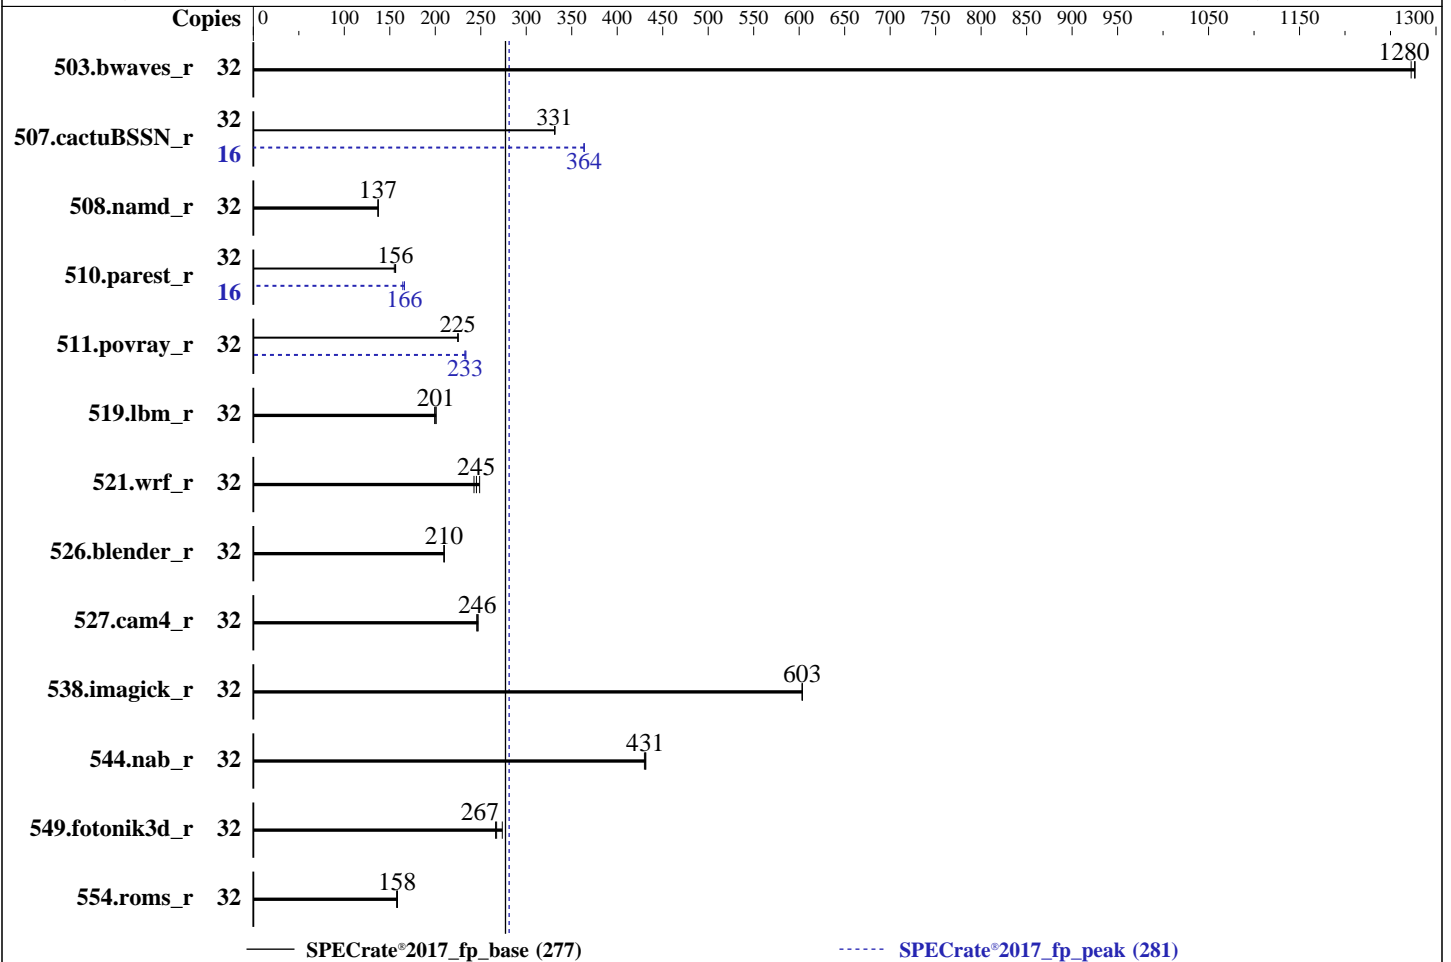 Copies 0 100 150 200 250 300 350 400 450 500 550 600 650 700 750 800 850 900 950 1050 1150 1300
503.bwaves_r 32 1280
507.cactuBSSN_r 32 331
16 364
508.namd_r 32 137
510.parest_r 32 156
16 166
511.povray_r 32 225
233
519.lbm_r 32 201
521.wrf_r 32 245
526.blender_r 32 210
527.cam4_r 32 246
538.imagick_r 32 603
544.nab_r 32 431
549.fotonik3d_r 32 267
554.roms_r 32 158
SPECrate®2017_fp_base (277) SPECrate®2017_fp_peak (281)